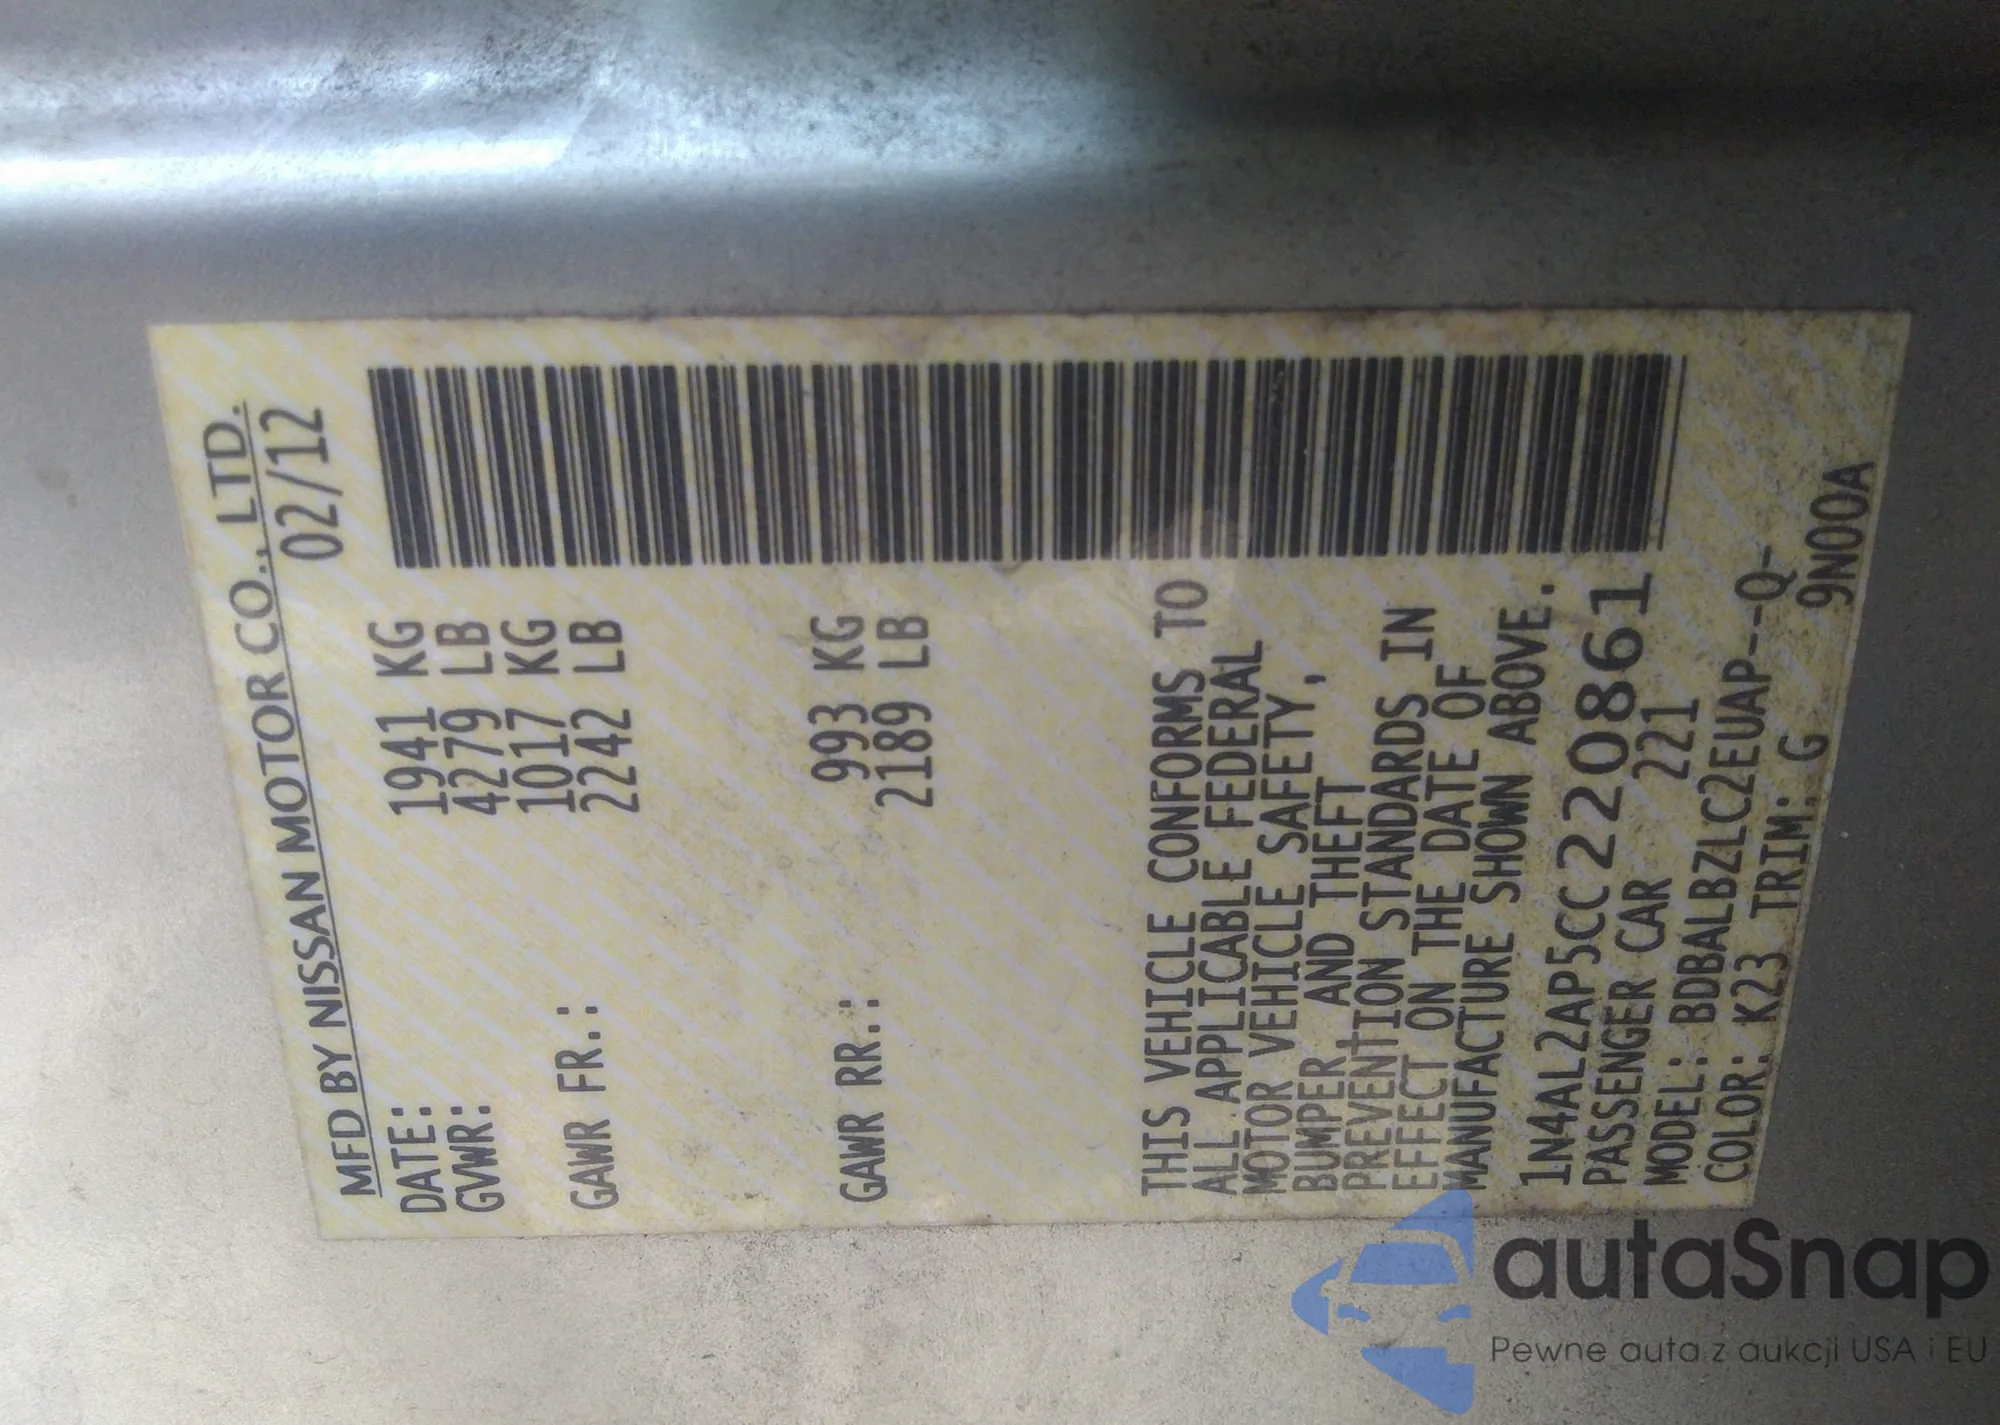 MFD BY NISSAN MOTOR CO., LTD.
DATE: 02/12
GVWR: 1941 KG
4279 LB
GAWR FR.: 1017 KG
2242 LB
GAWR RR.: 993 KG
2189 LB
THIS VEHICLE CONFORMS TO
ALL APPLICABLE FEDERAL
MOTOR VEHICLE SAFETY,
BUMPER, AND THEFT
PREVENTION STANDARDS IN
EFFECT ON THE DATE OF
MANUFACTURE SHOWN ABOVE.
1N4AL2AP5CC220861
PASSENGER CAR 221
MODEL: BDBALBZLC2EUAP--Q-
COLOR: K23 TRIM: G 9N00A
autaSnap
Pewne auta z aukcji USA i EU